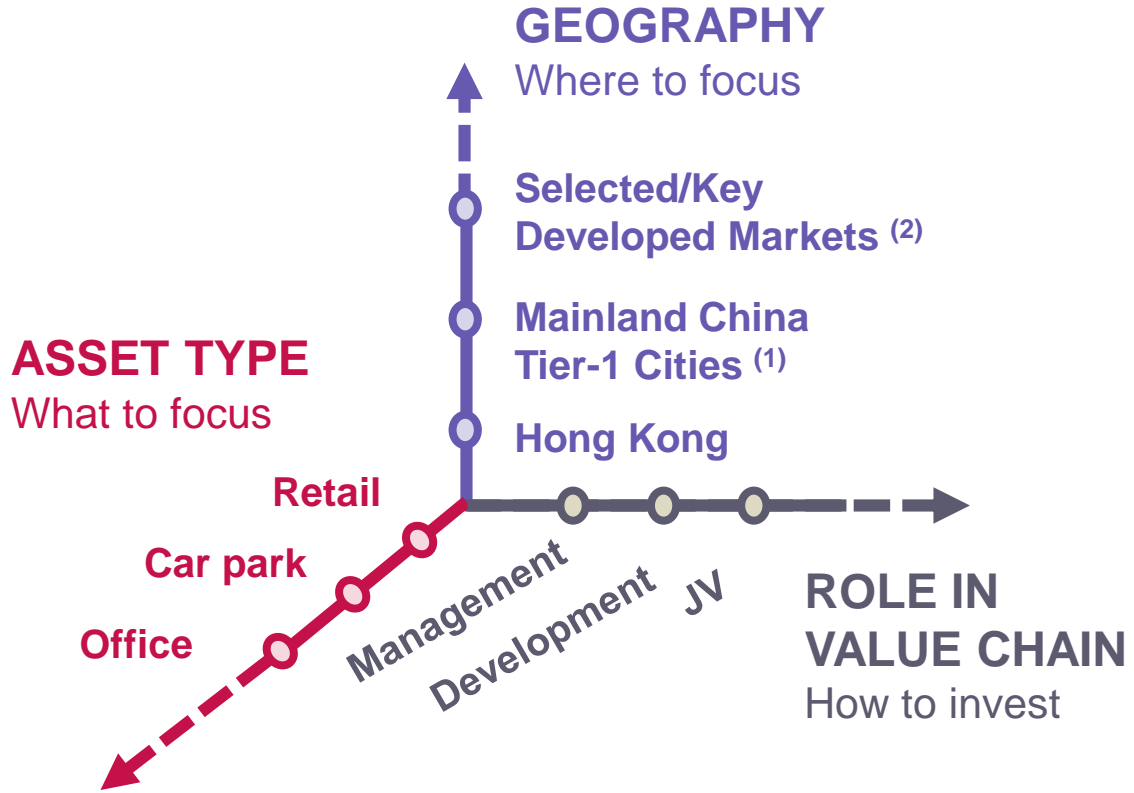 GEOGRAPHY
Where to focus
Selected/Key
Developed Markets (2)
Mainland China
Tier-1 Cities (1)
Hong Kong
ASSET TYPE
What to focus
Retail
Car park
Office
Management
Development
JV
ROLE IN
VALUE CHAIN
How to invest